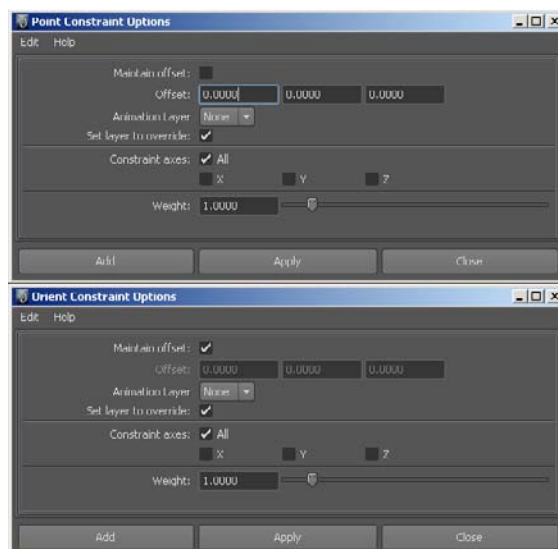 Point Constraint Options
Edit Help
Maintain offset:
Offset: 0.0000 0.0000 0.0000
Animation Layer None
Set layer to override:
Constraint axes: All
X Y Z
Weight: 1.0000
Add Apply Close
Orient Constraint Options
Edit Help
Maintain offset:
Offset: 0.0000 0.0000 0.0000
Animation Layer None
Set layer to override:
Constraint axes: All
X Y Z
Weight: 1.0000
Add Apply Close